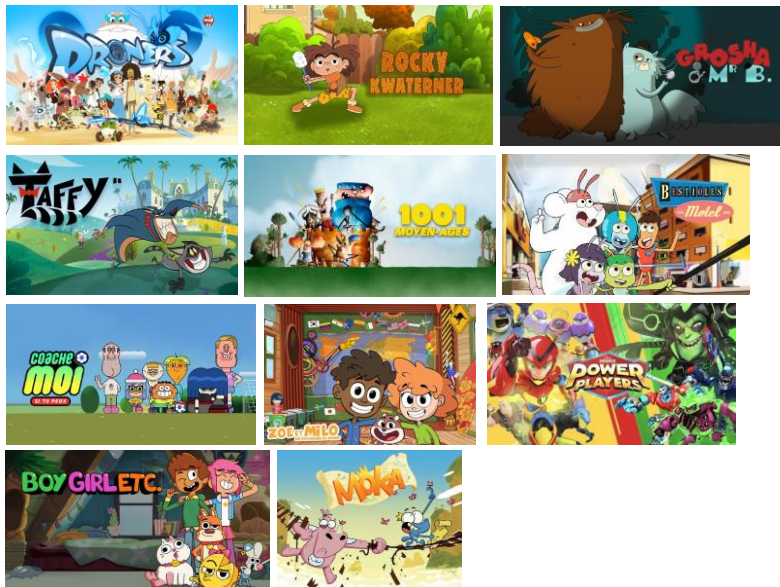 DRONERS
ROCKY
KWATERNER
GROSHA
& MR B.
TAFFY
1001
MOYEN-AGES
BESTIOLES
Motel
COACHE
MOI
SI TU PEUX
ZOE ET MILO
POWER
PLAYERS
BOY GIRL ETC.
MOKA